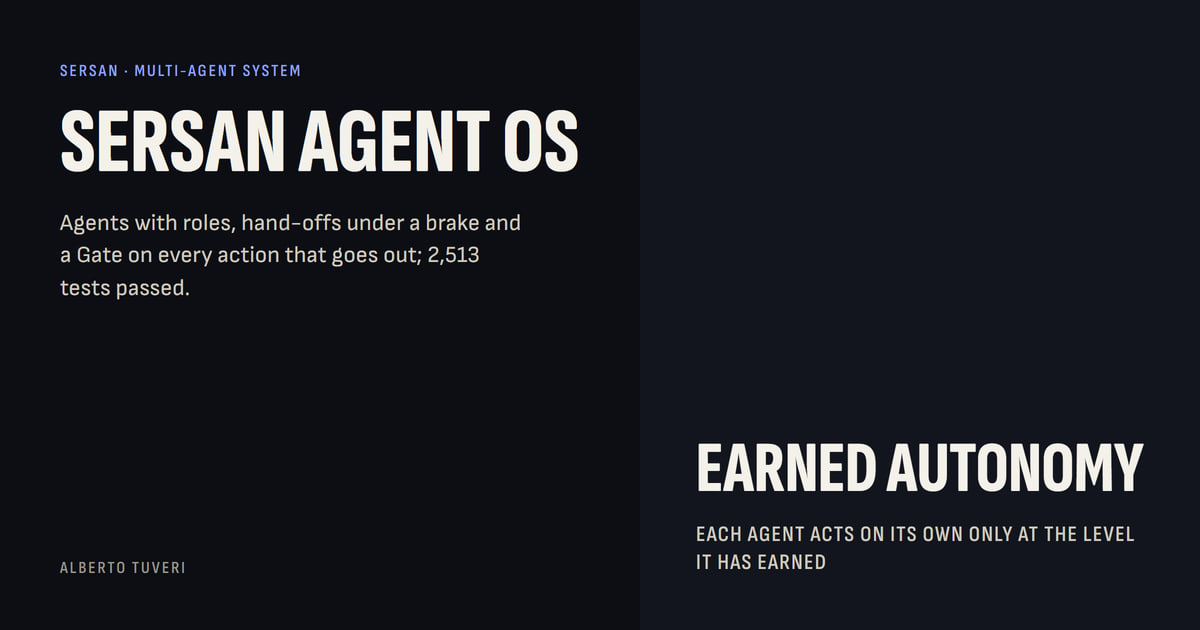 SERSAN · MULTI-AGENT SYSTEM
SERSAN AGENT OS
Agents with roles, hand-offs under a brake and
a Gate on every action that goes out; 2,513
tests passed.
ALBERTO TUVERI
EARNED AUTONOMY
EACH AGENT ACTS ON ITS OWN ONLY AT THE LEVEL
IT HAS EARNED